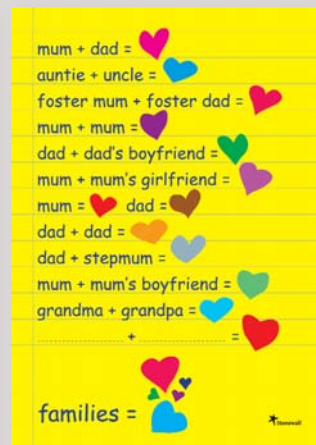 mum + dad =
auntie + uncle =
foster mum + foster dad =
mum + mum =
dad + dad's boyfriend =
mum + mum's girlfriend =
mum = dad =
dad + dad =
dad + stepmum =
mum + mum's boyfriend =
grandma + grandpa =
.................... + .................... =
families =
Stonewall